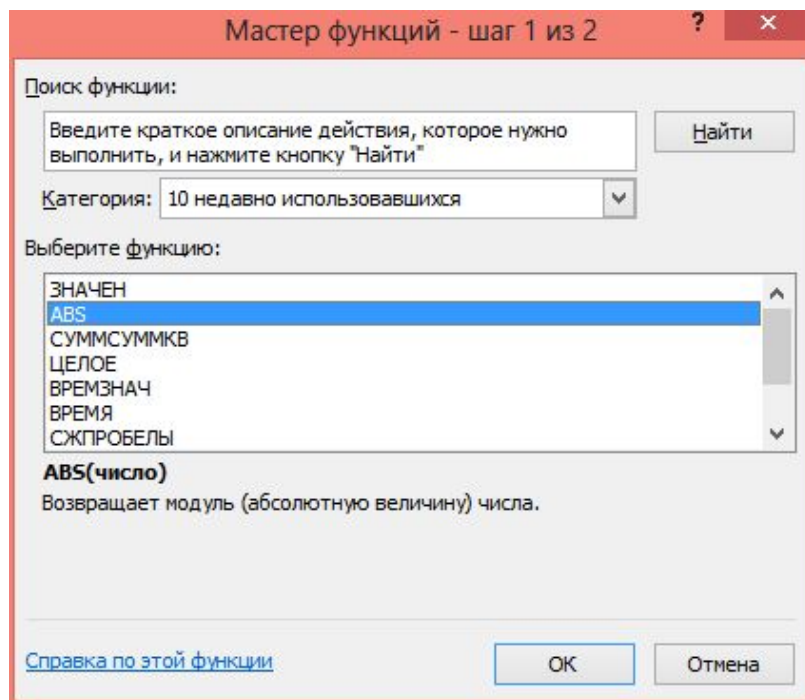 Мастер функций - шаг 1 из 2 ? ×
Поиск функции:
Введите краткое описание действия, которое нужно
выполнить, и нажмите кнопку "Найти"
Найти
Категория: 10 недавно использовавшихся
Выберите функцию:
ЗНАЧЕН
ABS
СУММСУММКВ
ЦЕЛОЕ
ВРЕМЗНАЧ
ВРЕМЯ
СЖПРОБЕЛЫ
ABS(число)
Возвращает модуль (абсолютную величину) числа.
Справка по этой функции
ОК
Отмена